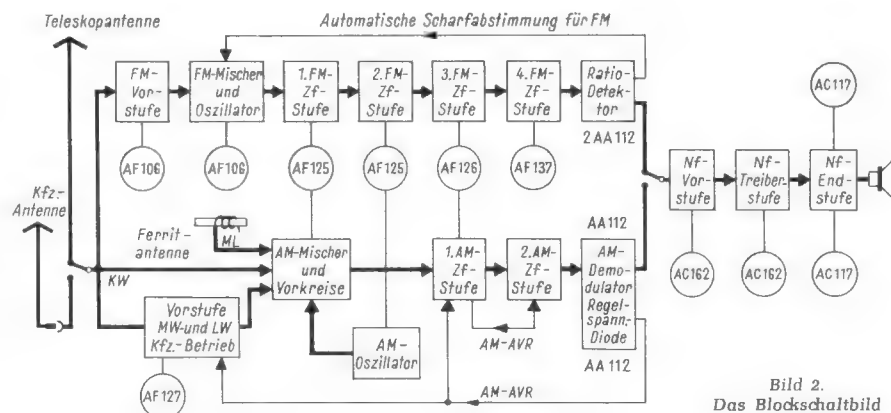 Automatische Scharfabstimmung für FM
Teleskopantenne
FM-
Vor-
stufe
FM-Mischer
und
Oszillator
1. FM-
Zf-
Stufe
2. FM-
Zf-
Stufe
3. FM-
Zf-
Stufe
4. FM-
Zf-
Stufe
Ratio-
Detek-
tor
2 AA 112
AF106
AF106
AF125
AF125
AF126
AF137
AC117
Nf-
Vor-
stufe
Nf-
Treiber-
stufe
Nf-
End-
stufe
AC162
AC162
AC117
Kfz.-
Antenne
Ferrit-
antenne
ML
KW
AM-Mischer
und
Vorkreise
1. AM-
Zf-
Stufe
2. AM-
Zf-
Stufe
AA 112
AM-
Demo-
dulator
Regel-
spann.-
Diode
AA 112
Vorstufe
MW-und LW
Kfz.-Betrieb
AF127
AM-
Oszillator
AM-AVR
AM-AVR
Bild 2.
Das Blockschaltbild